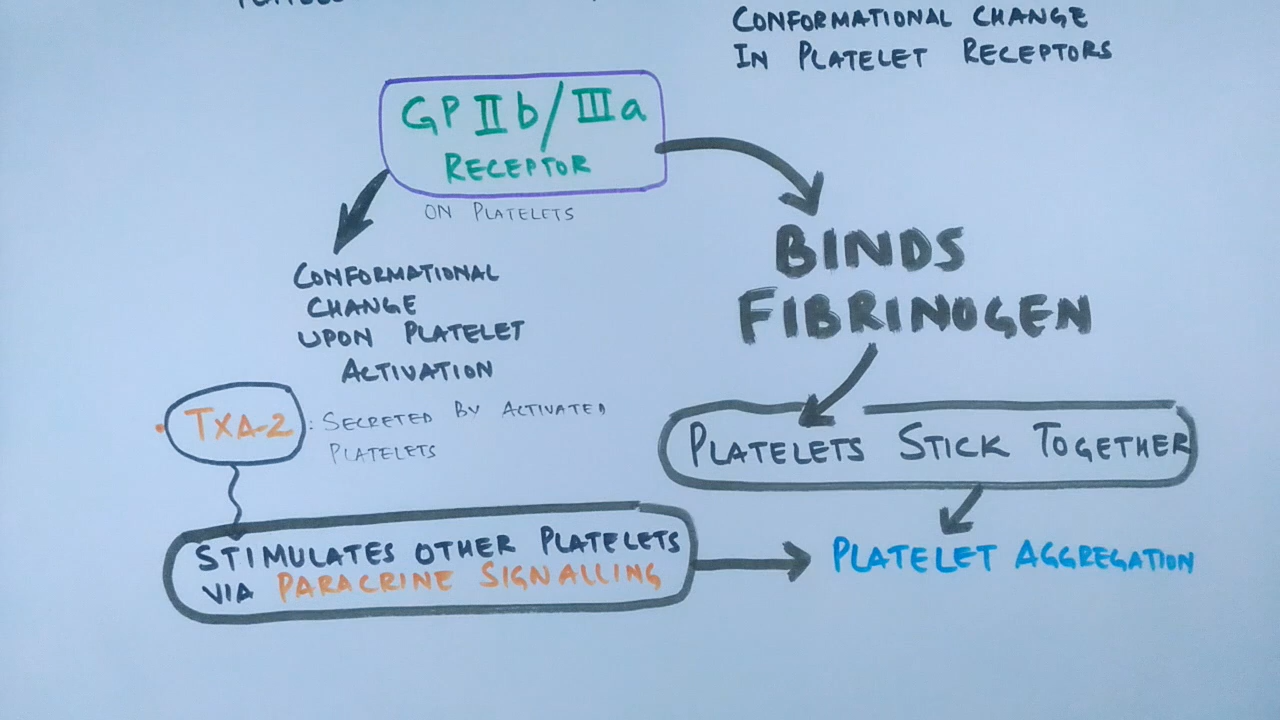 CONFORMATIONAL CHANGE
IN PLATELET RECEPTORS
GP IIb/IIIa
RECEPTOR
ON PLATELETS
CONFORMATIONAL
CHANGE
UPON PLATELET
ACTIVATION
BINDS
FIBRINOGEN
• TXA-2 : SECRETED BY ACTIVATED
PLATELETS
PLATELETS STICK TOGETHER
STIMULATES OTHER PLATELETS
VIA PARACRINE SIGNALLING
PLATELET AGGREGATION